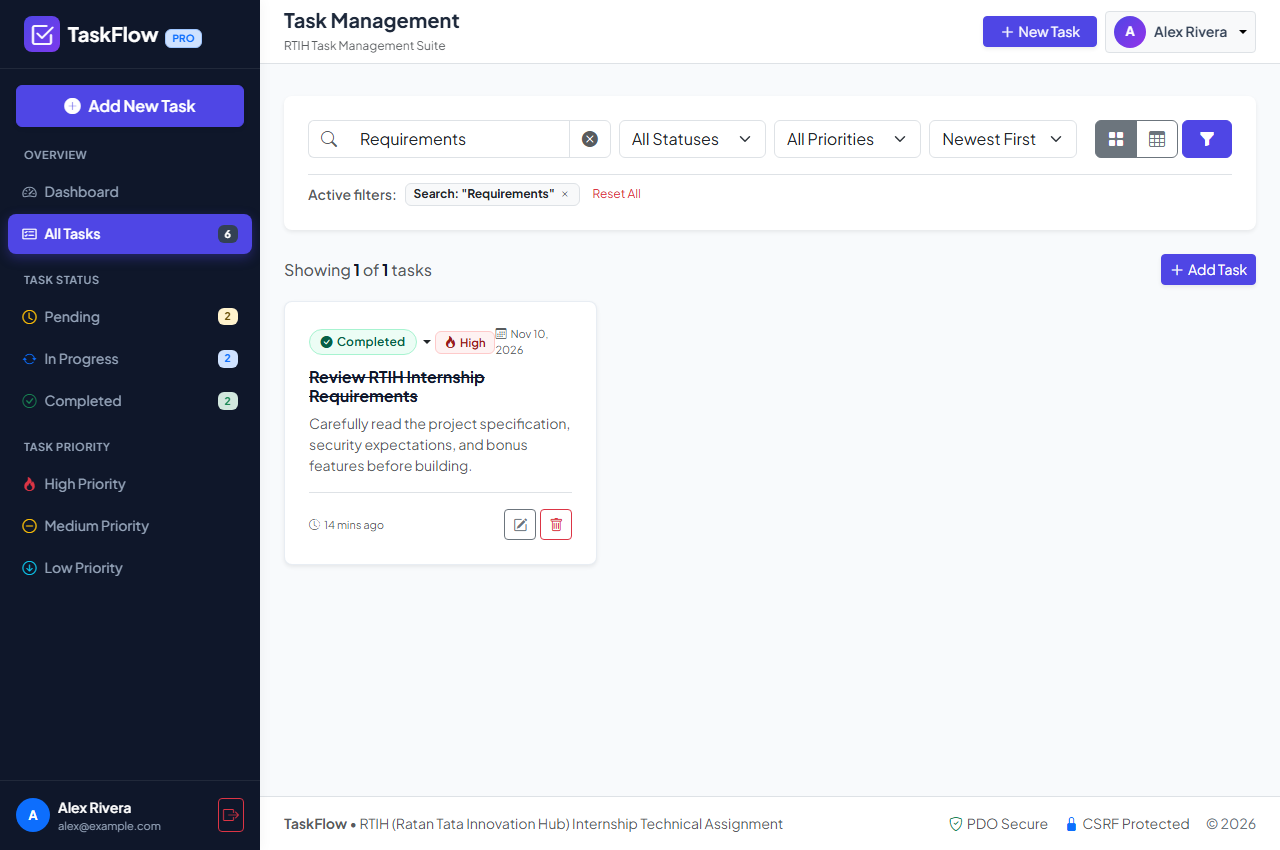 TaskFlow PRO
Add New Task
OVERVIEW
Dashboard
All Tasks 6
TASK STATUS
Pending 2
In Progress 2
Completed 2
TASK PRIORITY
High Priority
Medium Priority
Low Priority
A Alex Rivera
alex@example.com
Task Management
RTIH Task Management Suite
+ New Task
A Alex Rivera
Requirements
All Statuses
All Priorities
Newest First
Active filters: Search: "Requirements" × Reset All
Showing 1 of 1 tasks
+ Add Task
Completed High Nov 10,
2026
Review RTIH Internship
Requirements
Carefully read the project specification,
security expectations, and bonus
features before building.
14 mins ago
TaskFlow • RTIH (Ratan Tata Innovation Hub) Internship Technical Assignment
PDO Secure CSRF Protected © 2026